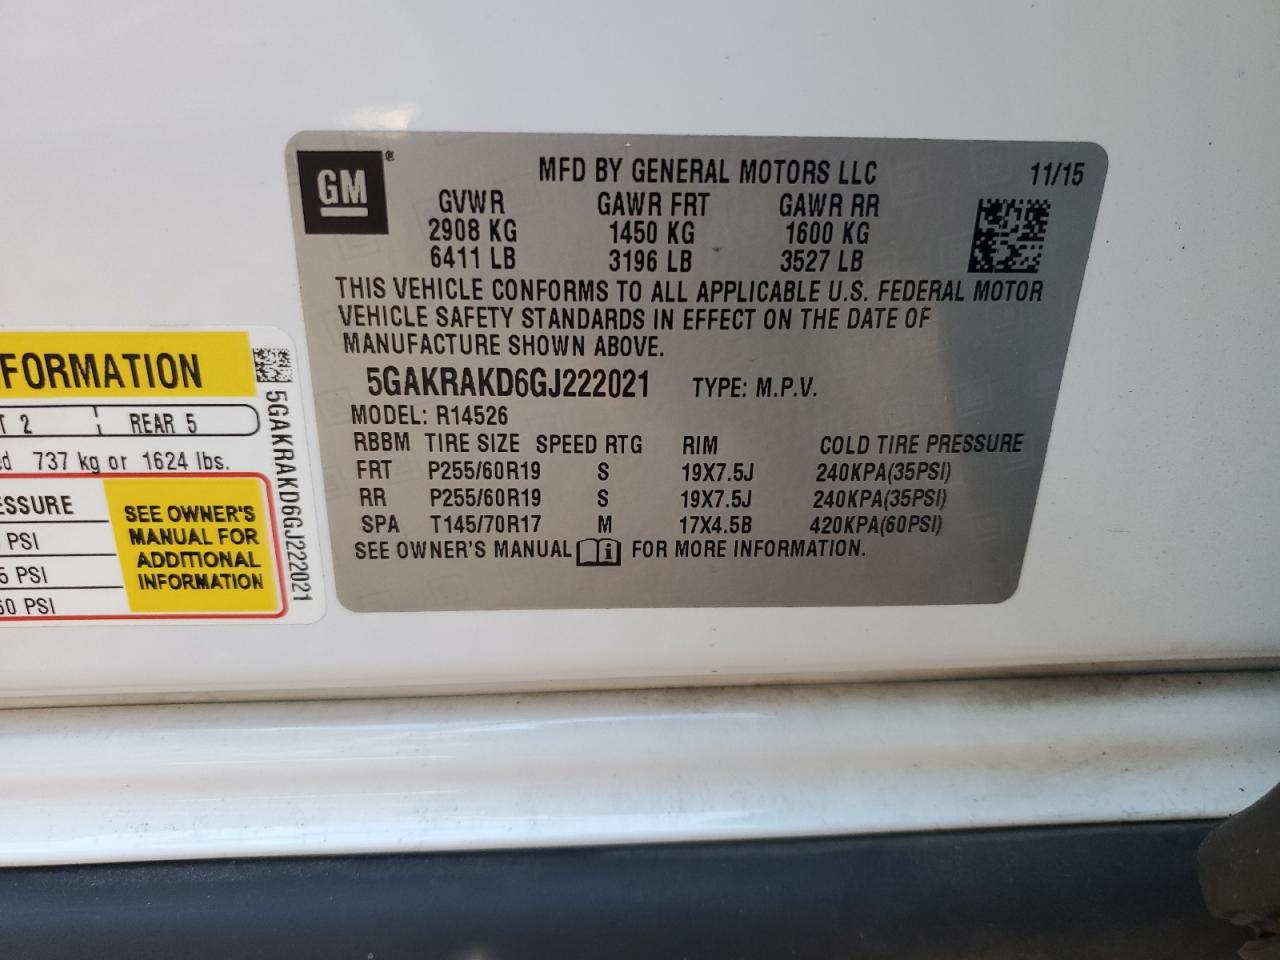 GM®
MFD BY GENERAL MOTORS LLC 11/15
GVWR GAWR FRT GAWR RR
2908 KG 1450 KG 1600 KG
6411 LB 3196 LB 3527 LB
THIS VEHICLE CONFORMS TO ALL APPLICABLE U.S. FEDERAL MOTOR
VEHICLE SAFETY STANDARDS IN EFFECT ON THE DATE OF
MANUFACTURE SHOWN ABOVE.
5GAKRAKD6GJ222021 TYPE: M.P.V.
MODEL: R14526
RBBM TIRE SIZE SPEED RTG RIM COLD TIRE PRESSURE
FRT P255/60R19 S 19X7.5J 240KPA(35PSI)
RR P255/60R19 S 19X7.5J 240KPA(35PSI)
SPA T145/70R17 M 17X4.5B 420KPA(60PSI)
SEE OWNER'S MANUAL i FOR MORE INFORMATION.
FORMATION
T 2 REAR 5
d 737 kg or 1624 lbs.
ESSURE
PSI
5 PSI
60 PSI
SEE OWNER'S
MANUAL FOR
ADDITIONAL
INFORMATION
5GAKRAKD6GJ222021